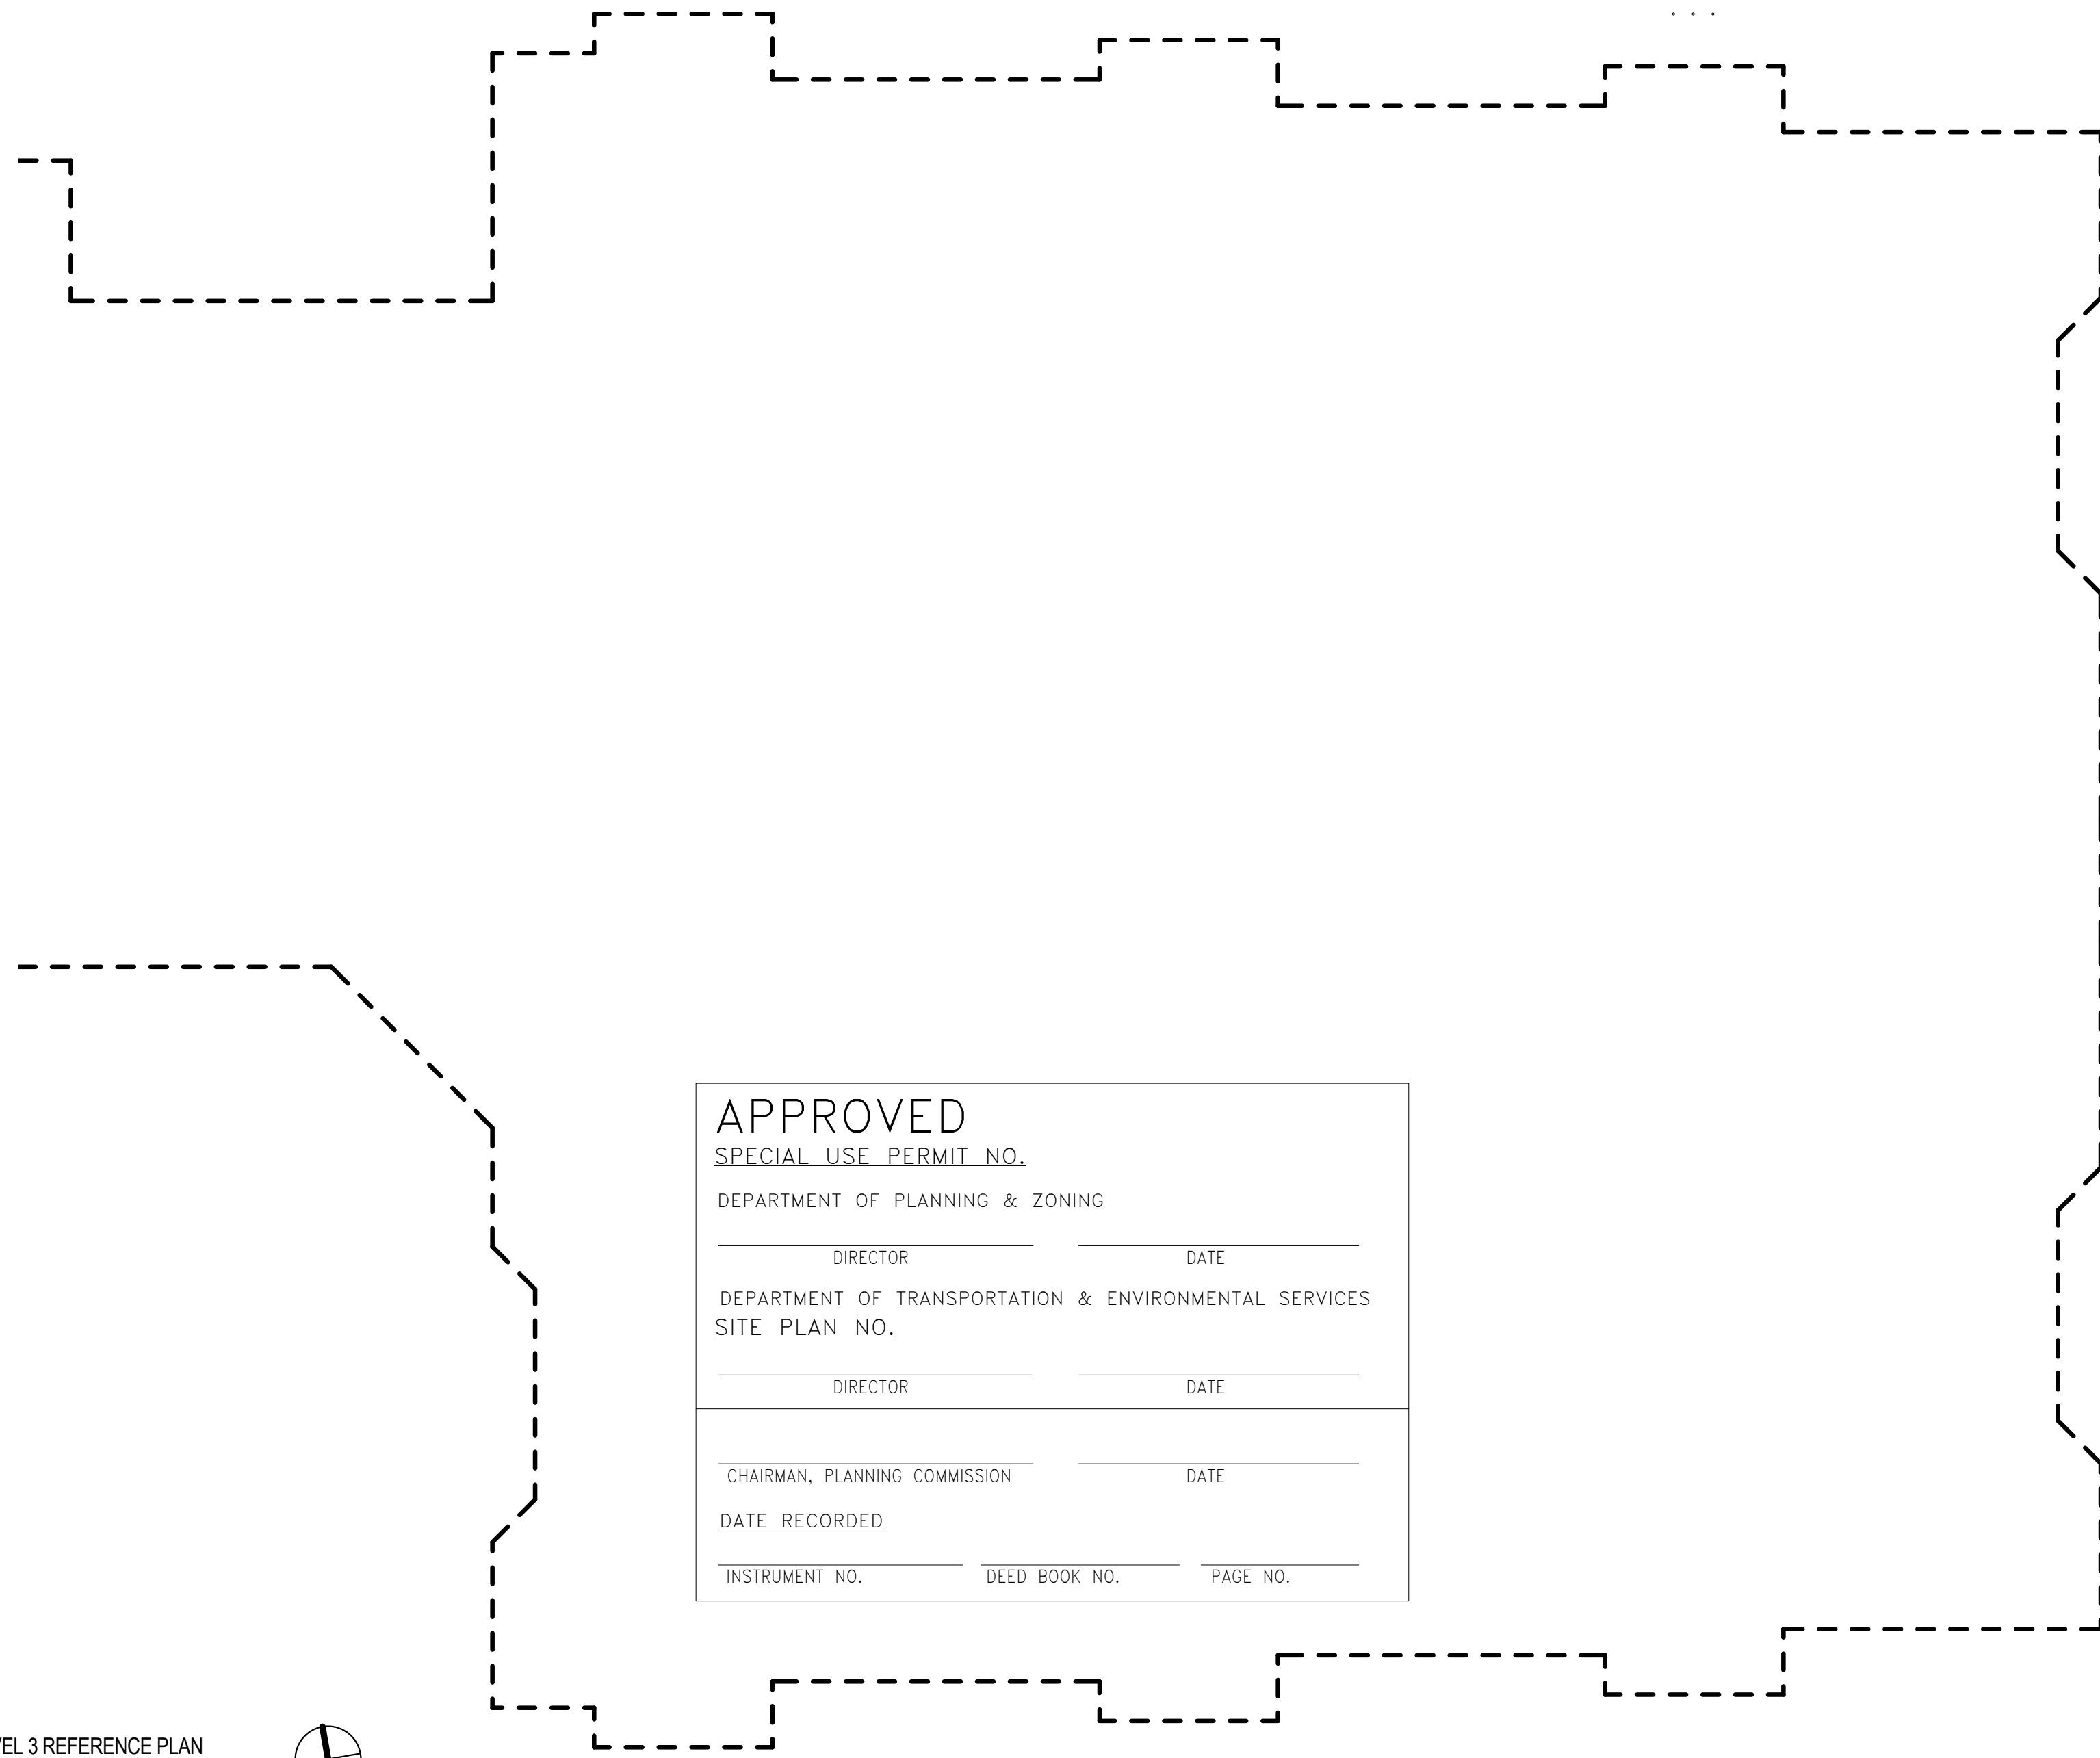 APPROVED
SPECIAL USE PERMIT NO.
DEPARTMENT OF PLANNING & ZONING
DIRECTOR DATE
DEPARTMENT OF TRANSPORTATION & ENVIRONMENTAL SERVICES
SITE PLAN NO.
DIRECTOR DATE
CHAIRMAN, PLANNING COMMISSION DATE
DATE RECORDED
INSTRUMENT NO. DEED BOOK NO. PAGE NO.
3 REFERENCE PLAN